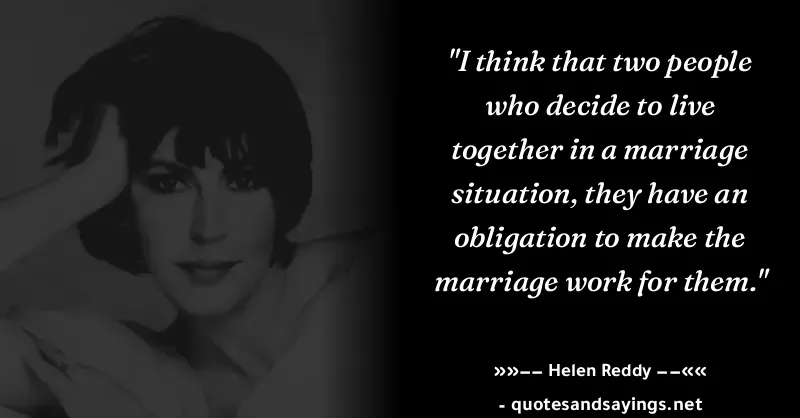 "I think that two people
who decide to live
together in a marriage
situation, they have an
obligation to make the
marriage work for them."
»»−− Helen Reddy −−««
- quotesandsayings.net